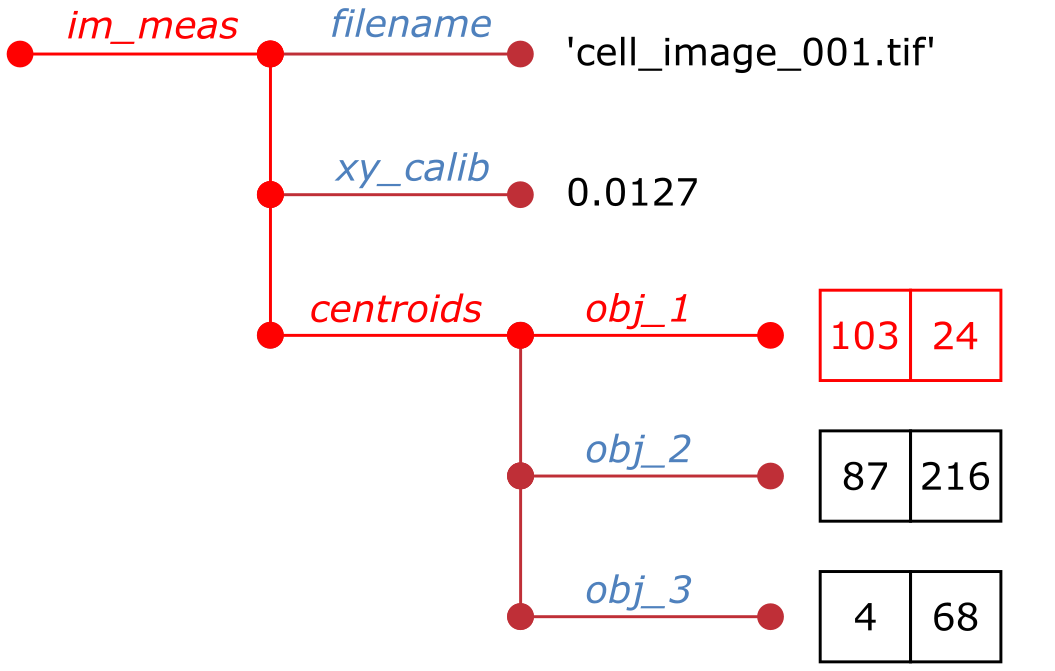 im_meas filename 'cell_image_001.tif'
xy_calib 0.0127
centroids obj_1 103 24
obj_2 87 216
obj_3 4 68